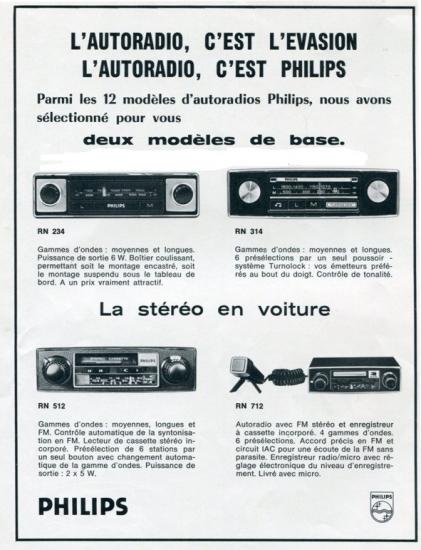 L'AUTORADIO, C'EST L'EVASION
L'AUTORADIO, C'EST PHILIPS
Parmi les 12 modèles d'autoradios Philips, nous avons
sélectionné pour vous
deux modèles de base.
PHILIPS
RN 234
Gammes d'ondes : moyennes et longues.
Puissance de sortie 6 W. Boîtier coulissant,
permettant soit le montage encastré, soit
le montage suspendu sous le tableau de
bord. A un prix vraiment attractif.
RN 314
Gammes d'ondes : moyennes et longues.
6 présélections par un seul poussoir -
système Turnolock : vos émetteurs préfé-
rés au bout du doigt. Contrôle de tonalité.
La stéréo en voiture
PHILIPS
RN 512
Gammes d'ondes : moyennes, longues et
FM. Contrôle automatique de la syntonisa-
tion en FM. Lecteur de cassette stéréo in-
corporé. Présélection de 6 stations par
un seul bouton avec changement automa-
tique de la gamme d'ondes. Puissance de
sortie : 2 x 5 W.
RN 712
Autoradio avec FM stéréo et enregistreur
à cassette incorporé. 4 gammes d'ondes.
6 présélections. Accord précis en FM et
circuit IAC pour une écoute de la FM sans
parasite. Enregistreur radio/micro avec ré-
glage électronique du niveau d'enregistre-
ment. Livré avec micro.
PHILIPS
PHILIPS